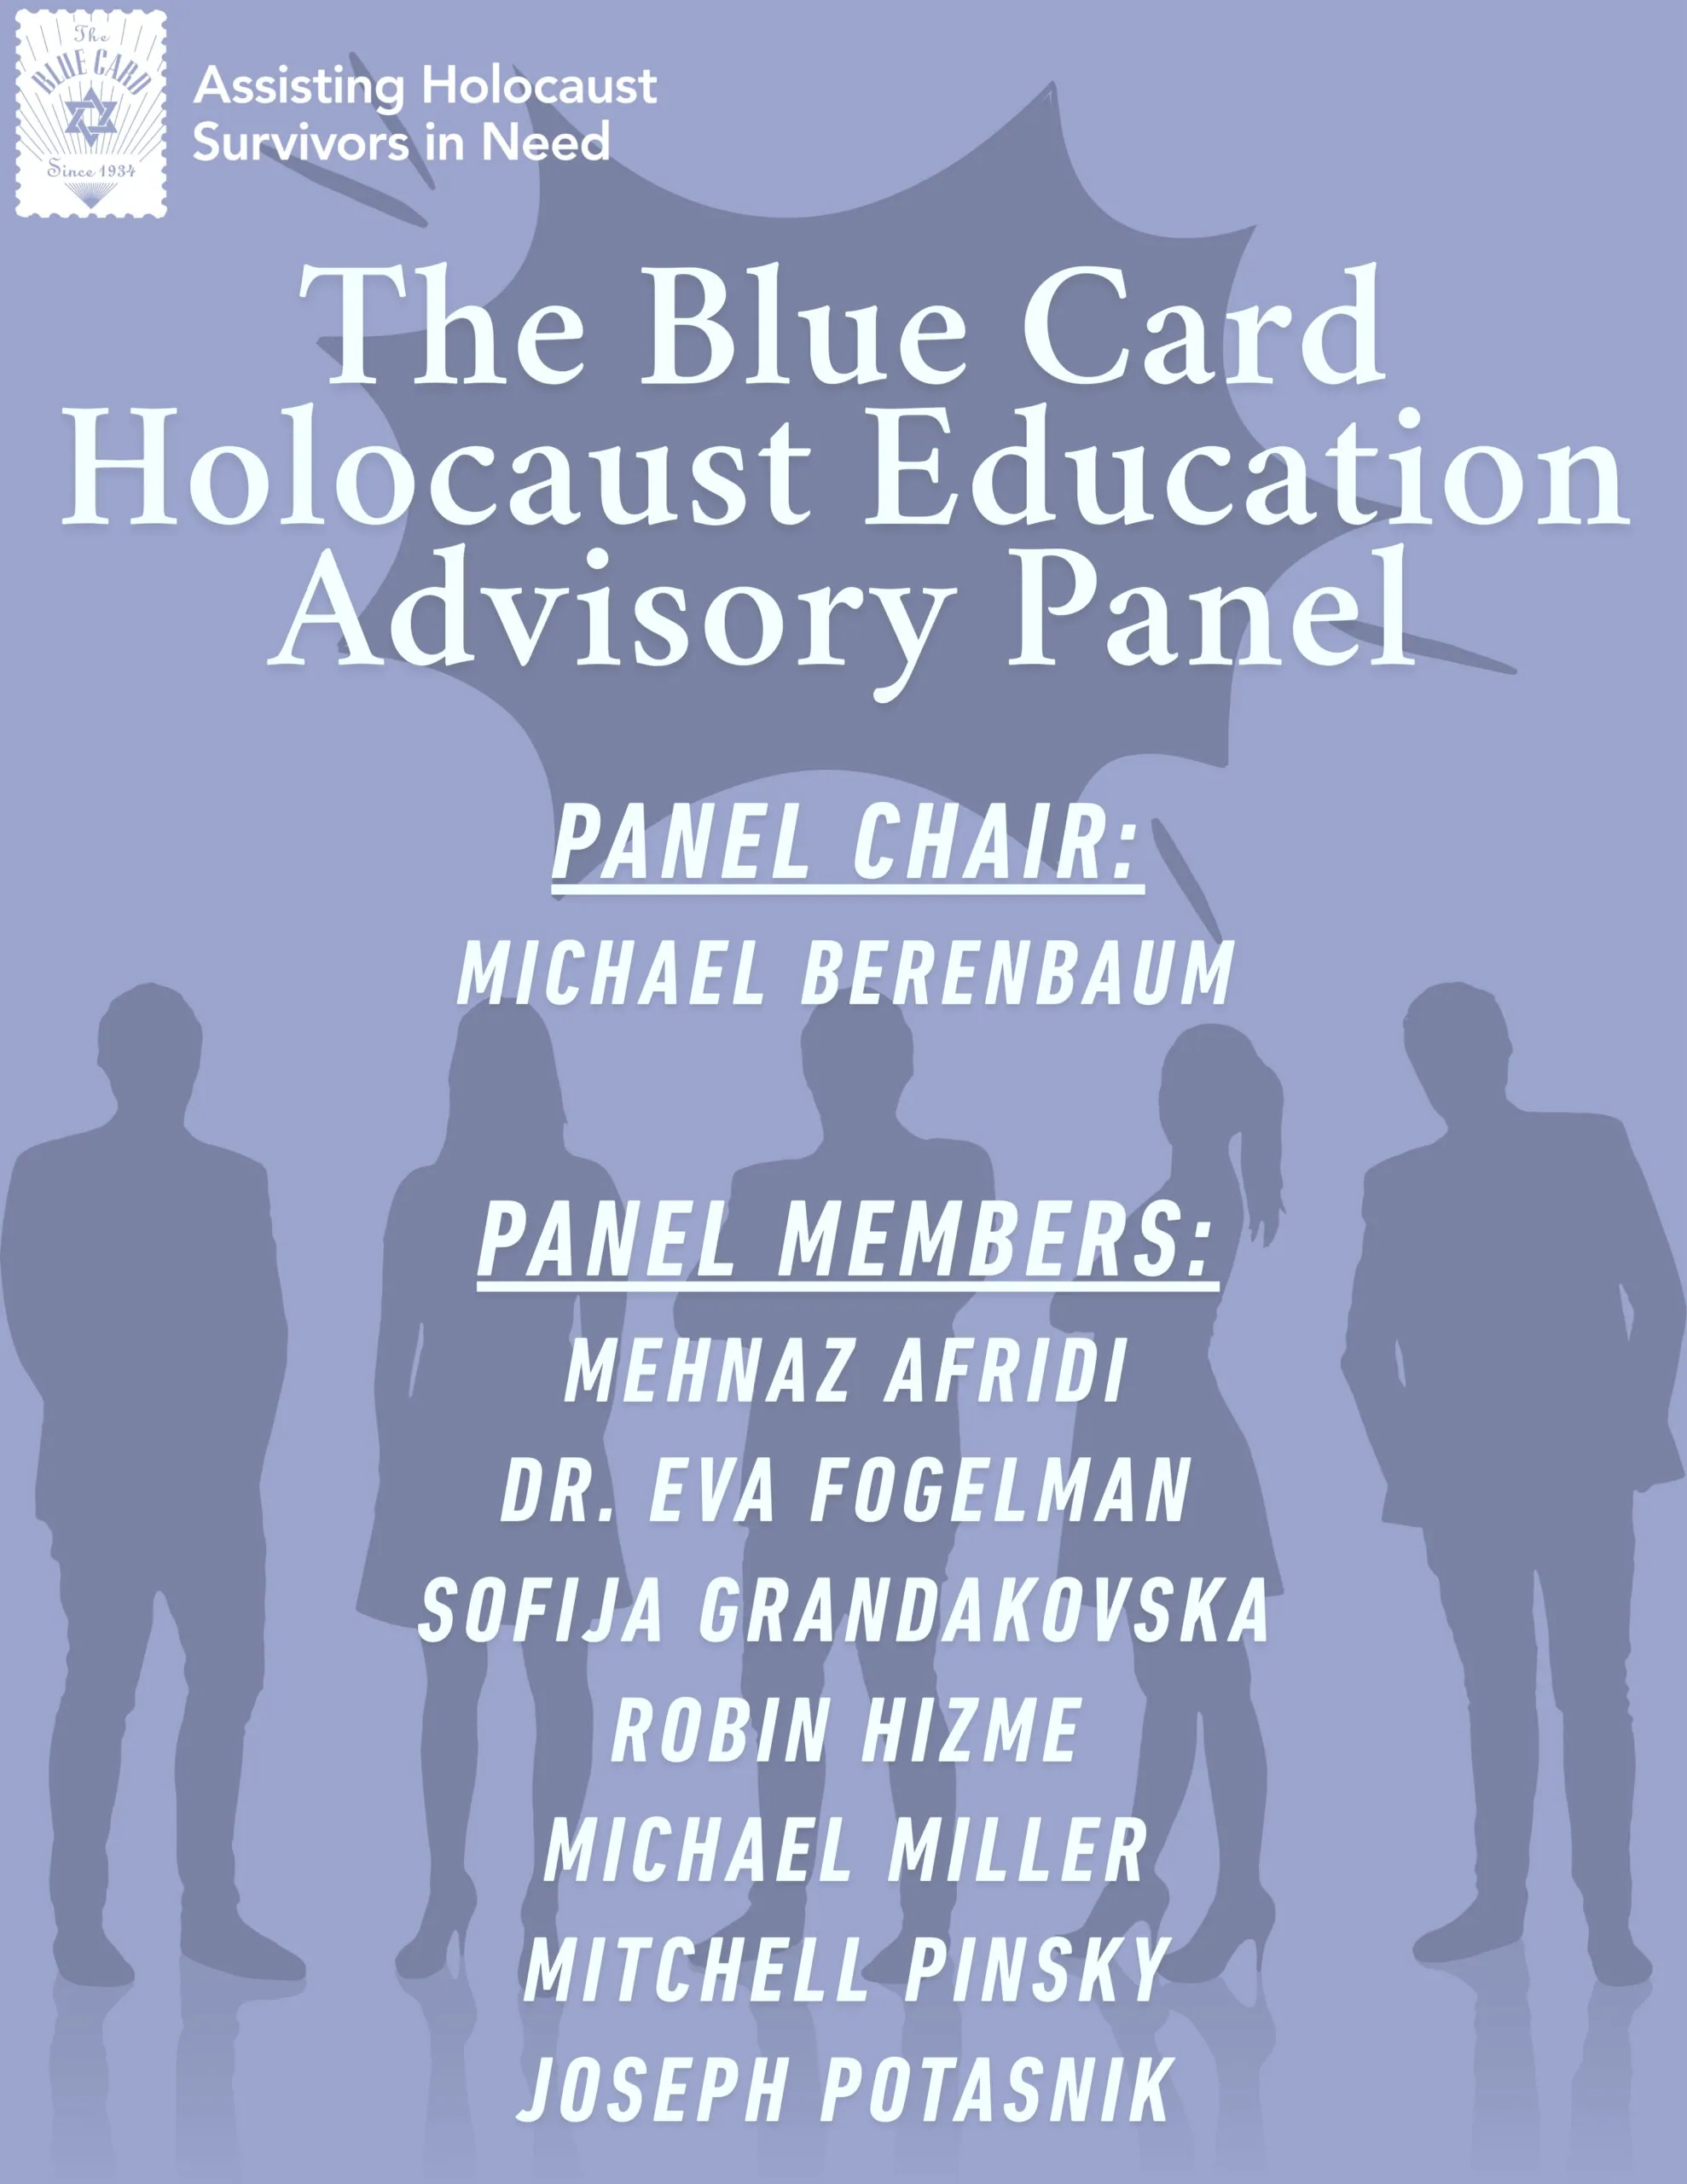 The
BLUE CARD
Since 1934
Assisting Holocaust
Survivors in Need
The Blue Card
Holocaust Education
Advisory Panel
PANEL CHAIR:
MICHAEL BERENBAUM
PANEL MEMBERS:
MEHNAZ AFRIDI
DR. EVA FOGELMAN
SOFIJA GRANDAKOVSKA
ROBIN HIZME
MICHAEL MILLER
MITCHELL PINSKY
JOSEPH POTASNIK